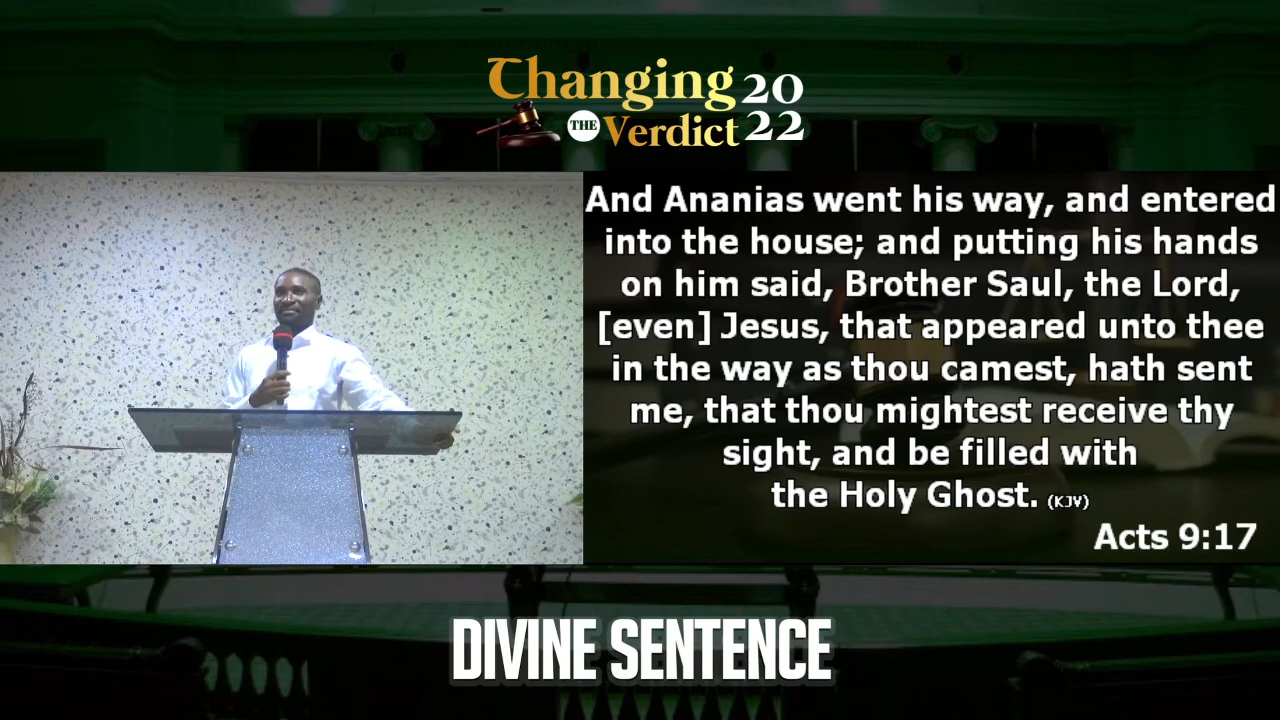 Changing 20
THE Verdict 22
And Ananias went his way, and entered
into the house; and putting his hands
on him said, Brother Saul, the Lord,
[even] Jesus, that appeared unto thee
in the way as thou camest, hath sent
me, that thou mightest receive thy
sight, and be filled with
the Holy Ghost. (KJV)
Acts 9:17
DIVINE SENTENCE